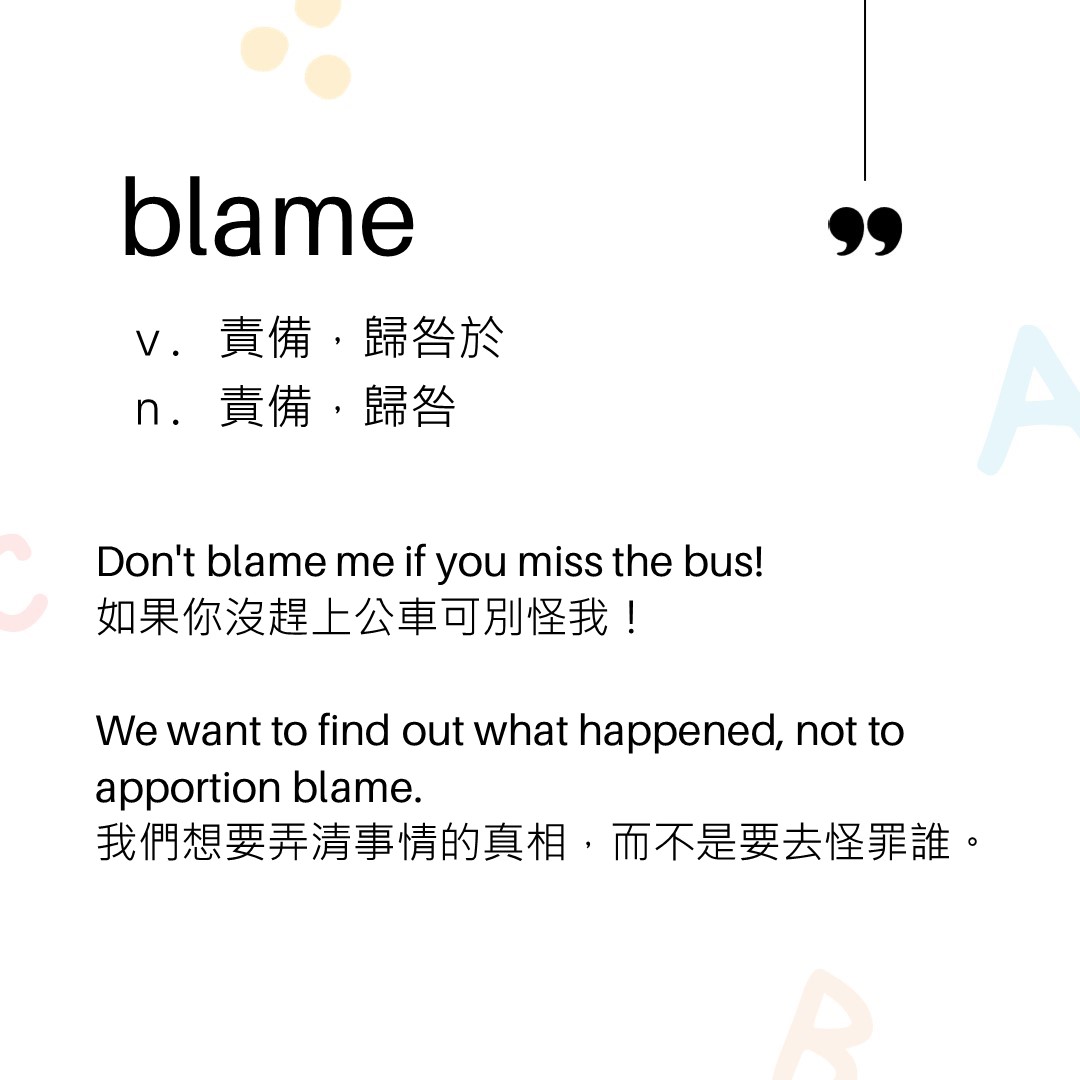 blame
”
v. 責備，歸咎於
n. 責備，歸咎
Don't blame me if you miss the bus!
如果你沒趕上公車可別怪我！
We want to find out what happened, not to
apportion blame.
我們想要弄清事情的真相，而不是要去怪罪誰。
A
C
B